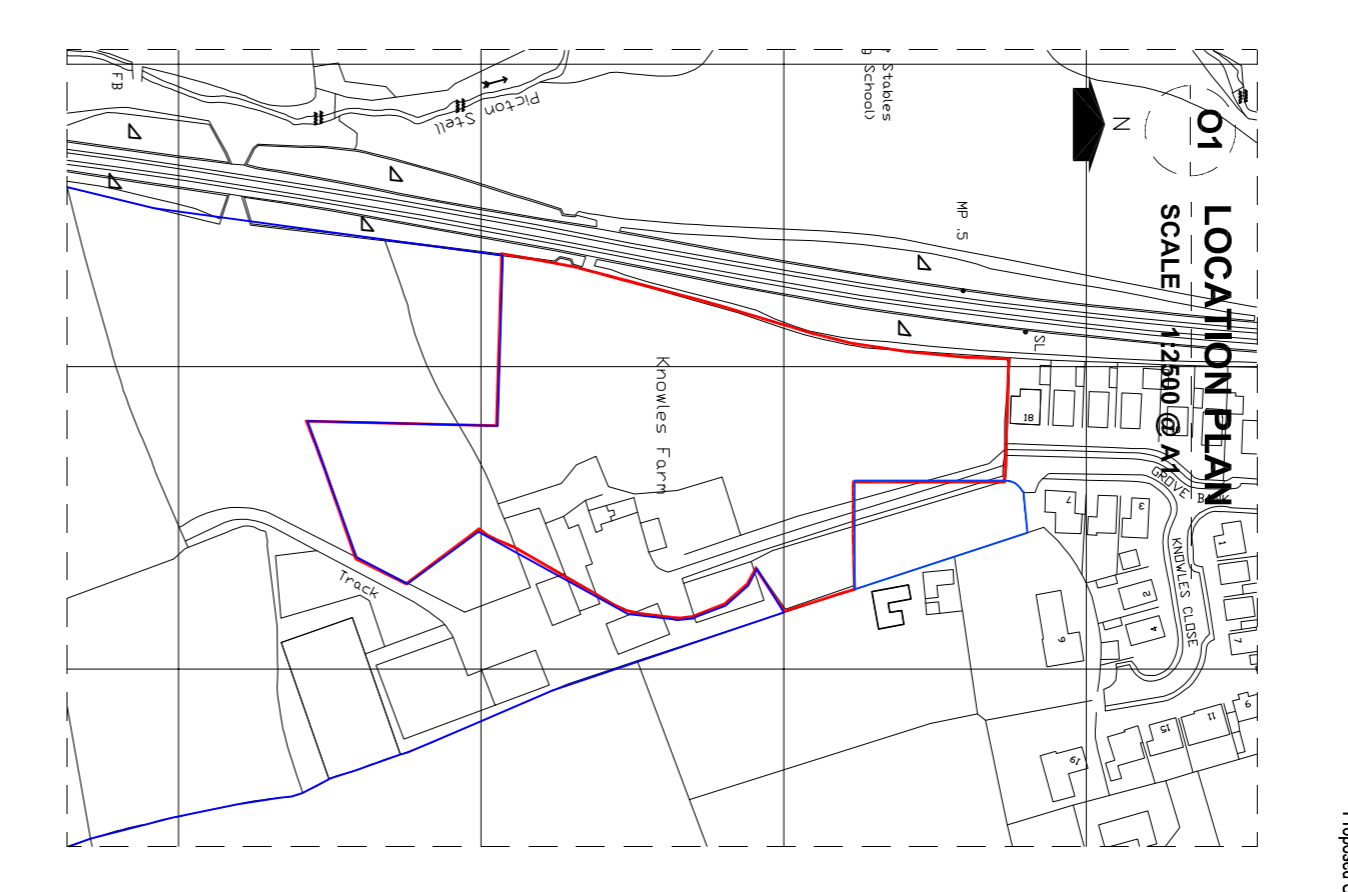 01
LOCATION PLAN
SCALE 1:2500 @ A1
N
Stables
School)
FB
Picton Stell
MP .5
SL
Knowles Farm
Track
GROVE BANK
KNOWLES CLOSE
18
7
3
1
2
4
6
7
9
11
15
19
Proposed